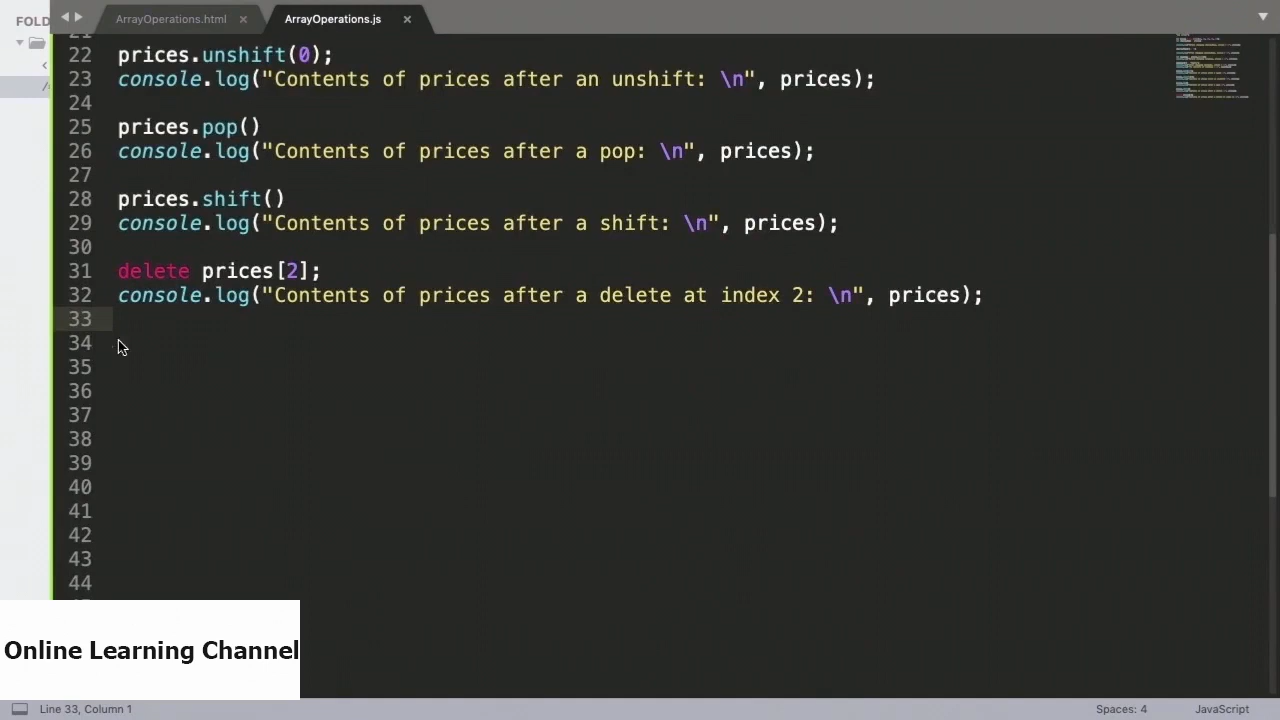 FOLD
ArrayOperations.html ×
ArrayOperations.js ×
21
22 prices.unshift(0);
23 console.log("Contents of prices after an unshift: \n", prices);
24
25 prices.pop()
26 console.log("Contents of prices after a pop: \n", prices);
27
28 prices.shift()
29 console.log("Contents of prices after a shift: \n", prices);
30
31 delete prices[2];
32 console.log("Contents of prices after a delete at index 2: \n", prices);
33
34
35
36
37
38
39
40
41
42
43
44
Online Learning Channel
Line 33, Column 1
Spaces: 4
JavaScript